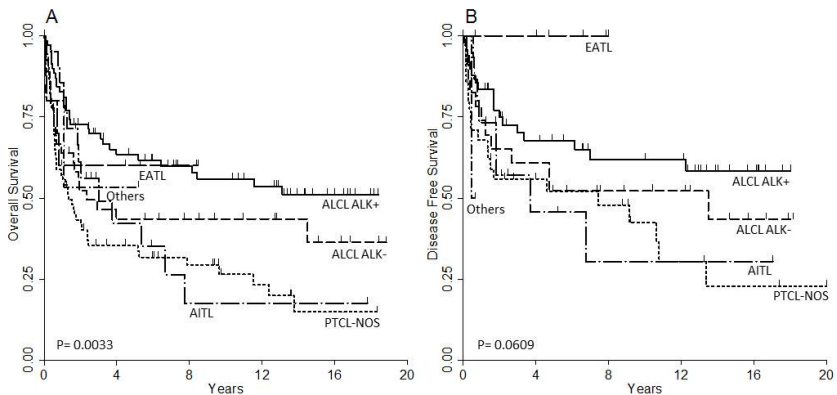 A
Overall Survival
1.00
0.75
0.50
0.25
0.00
EATL
Others
ALCL ALK+
ALCL ALK-
AITL
PTCL-NOS
P= 0.0033
0 4 8 12 16 20
Years
B
Disease Free Survival
1.00
0.75
0.50
0.25
0.00
EATL
ALCL ALK+
Others
ALCL ALK-
AITL
PTCL-NOS
P= 0.0609
0 4 8 12 16 20
Years